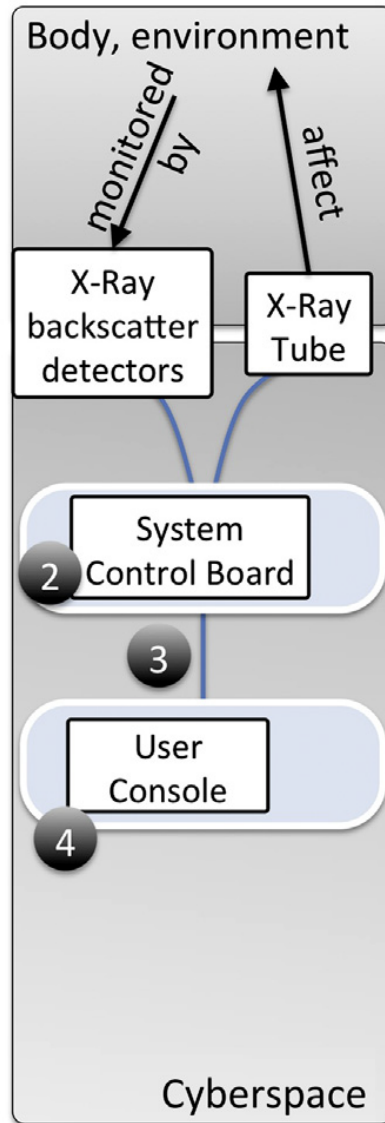 Body, environment
monitored
by
affect
X-Ray
backscatter
detectors
X-Ray
Tube
System
Control Board
2
3
User
Console
4
Cyberspace